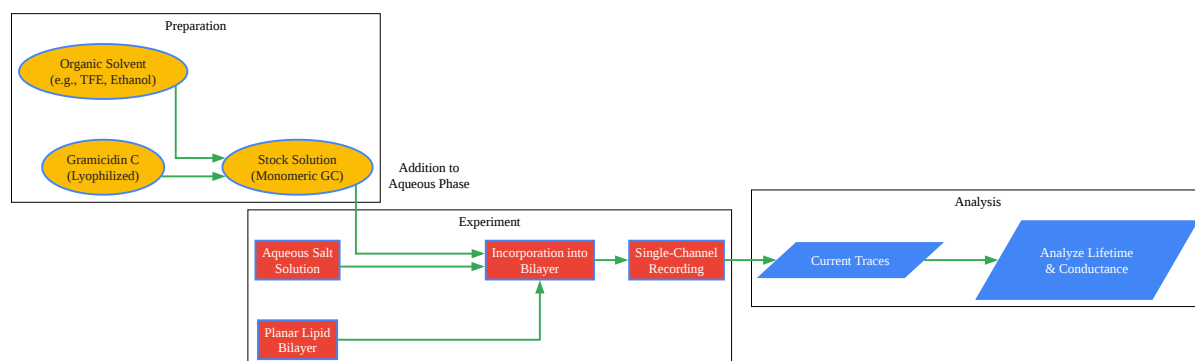 Preparation
Organic Solvent
(e.g., TFE, Ethanol)
Gramicidin C
(Lyophilized)
Stock Solution
(Monomeric GC)
Addition to
Aqueous Phase
Experiment
Aqueous Salt
Solution
Incorporation into
Bilayer
Single-Channel
Recording
Planar Lipid
Bilayer
Analysis
Current Traces
Analyze Lifetime
& Conductance